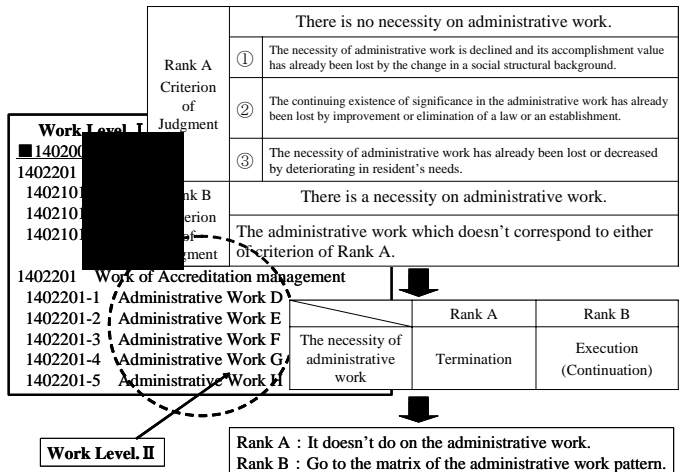 There is no necessity on administrative work.
Rank A
Criterion
of
Judgment
①
The necessity of administrative work is declined and its accomplishment value
has already been lost by the change in a social structural background.
②
The continuing existence of significance in the administrative work has already
been lost by improvement or elimination of a law or an establishment.
③
The necessity of administrative work has already been lost or decreased
by deteriorating in resident's needs.
There is a necessity on administrative work.
The administrative work which doesn't correspond to either
of criterion of Rank A.
Work Level. I
■14020
1402201
1402101
1402101
1402101
1402201 Work of Accreditation management
1402201-1 Administrative Work D
1402201-2 Administrative Work E
1402201-3 Administrative Work F
1402201-4 Administrative Work G
1402201-5 Administrative Work H
Rank A
Rank B
The necessity of
administrative
work
Termination
Execution
(Continuation)
Work Level. II
Rank A : It doesn't do on the administrative work.
Rank B : Go to the matrix of the administrative work pattern.